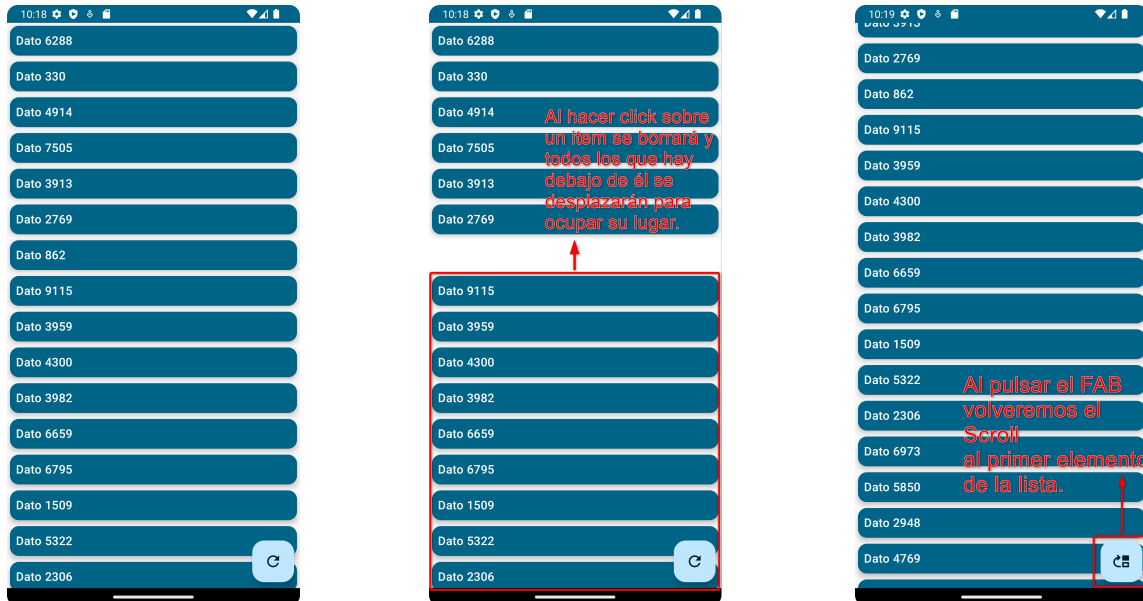 10:18
Dato 6288
Dato 330
Dato 4914
Dato 7505
Dato 3913
Dato 2769
Dato 862
Dato 9115
Dato 3959
Dato 4300
Dato 3982
Dato 6659
Dato 6795
Dato 1509
Dato 5322
Dato 2306
10:18
Dato 6288
Dato 330
Dato 4914
Dato 7505
Dato 3913
Dato 2769
Al hacer click sobre
un item se borrará y
todos los que hay
debajo de él se
desplazarán para
ocupar su lugar.
Dato 9115
Dato 3959
Dato 4300
Dato 3982
Dato 6659
Dato 6795
Dato 1509
Dato 5322
Dato 2306
10:19
Dato 3913
Dato 2769
Dato 862
Dato 9115
Dato 3959
Dato 4300
Dato 3982
Dato 6659
Dato 6795
Dato 1509
Dato 5322
Dato 2306
Dato 6973
Dato 5850
Dato 2948
Dato 4769
Al pulsar el FAB
volveremos el
Scroll
al primer elemento
de la lista.